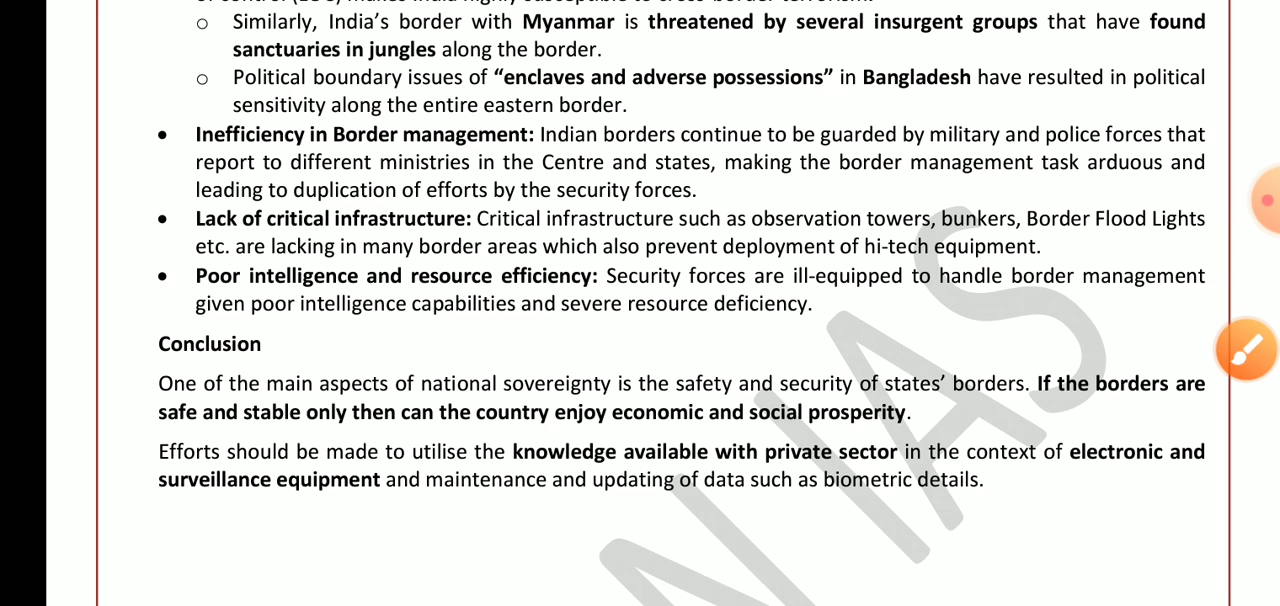 ○ Similarly, India’s border with Myanmar is threatened by several insurgent groups that have found
sanctuaries in jungles along the border.
○ Political boundary issues of “enclaves and adverse possessions” in Bangladesh have resulted in political
sensitivity along the entire eastern border.
• Inefficiency in Border management: Indian borders continue to be guarded by military and police forces that
report to different ministries in the Centre and states, making the border management task arduous and
leading to duplication of efforts by the security forces.
• Lack of critical infrastructure: Critical infrastructure such as observation towers, bunkers, Border Flood Lights
etc. are lacking in many border areas which also prevent deployment of hi-tech equipment.
• Poor intelligence and resource efficiency: Security forces are ill-equipped to handle border management
given poor intelligence capabilities and severe resource deficiency.
Conclusion
One of the main aspects of national sovereignty is the safety and security of states’ borders. If the borders are
safe and stable only then can the country enjoy economic and social prosperity.
Efforts should be made to utilise the knowledge available with private sector in the context of electronic and
surveillance equipment and maintenance and updating of data such as biometric details.
IAS